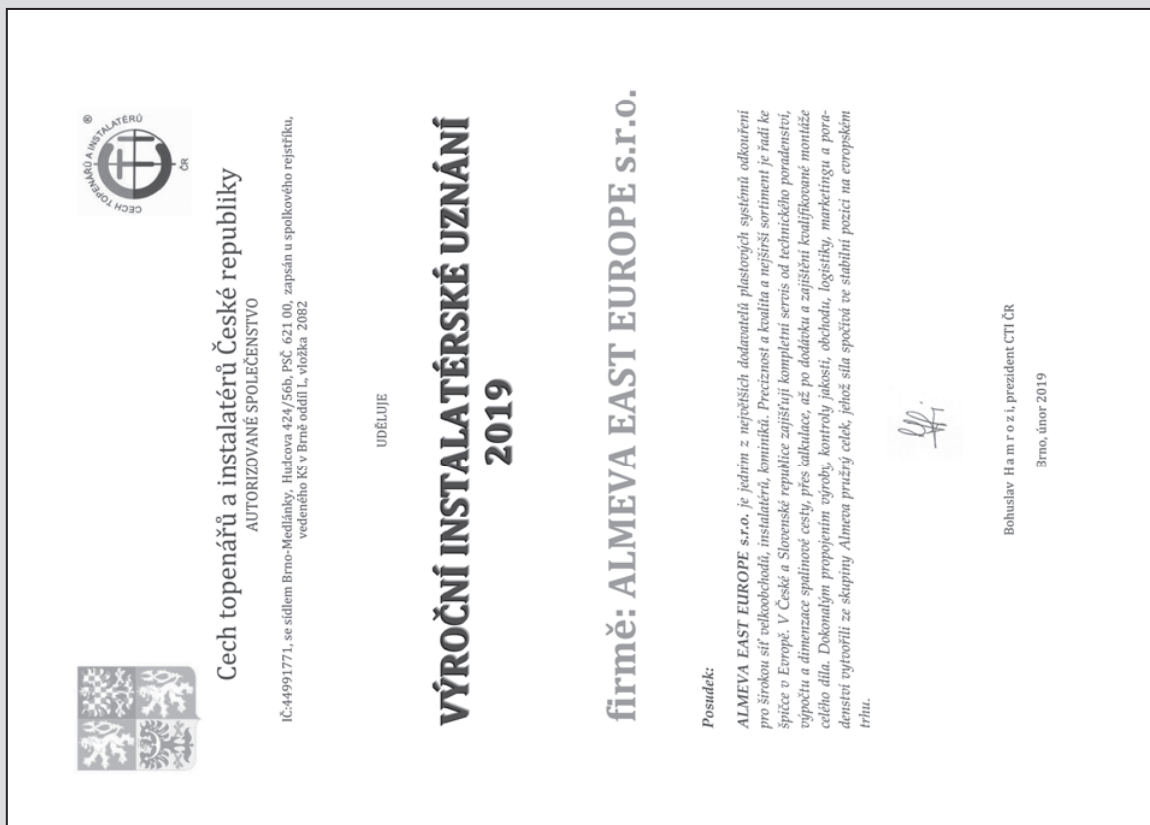 CECH TOPENÁŘŮ A INSTALATÉRŮ ®
CTI
ČR
Cech topenářů a instalatérů České republiky
AUTORIZOVANÉ SPOLEČENSTVO
IČ:44991771, se sídlem Brno-Medlánky, Hudcova 424/56b, PSČ 621 00, zapsán u spolkového rejstříku,
vedeného KS v Brně oddíl L, vložka 2082
UDĚLUJE
VÝROČNÍ INSTALATÉRSKÉ UZNÁNÍ
2019
firmě: ALMEVA EAST EUROPE s.r.o.
Posudek:
ALMEVA EAST EUROPE s.r.o. je jedním z největších dodavatelů plastových systémů odkouření
pro širokou síť velkoobchodů, instalatérů, kominíků. Preciznost a kvalita a nejširší sortiment je řadí ke
špičce v Evropě. V České a Slovenské republice zajišťují kompletní servis od technického poradenství,
výpočtu a dimenzace spalinové cesty, přes kalkulace, až po dodávku a zajištění kvalifikované montáže
celého díla. Dokonalým propojením výroby, kontroly jakosti, obchodu, logistiky, marketingu a pora-
denství vytvořili ze skupiny Almeva pružný celek, jehož síla spočívá ve stabilní pozici na evropském
trhu.
Bohuslav H a m r o z i, prezident CTI ČR
Brno, únor 2019